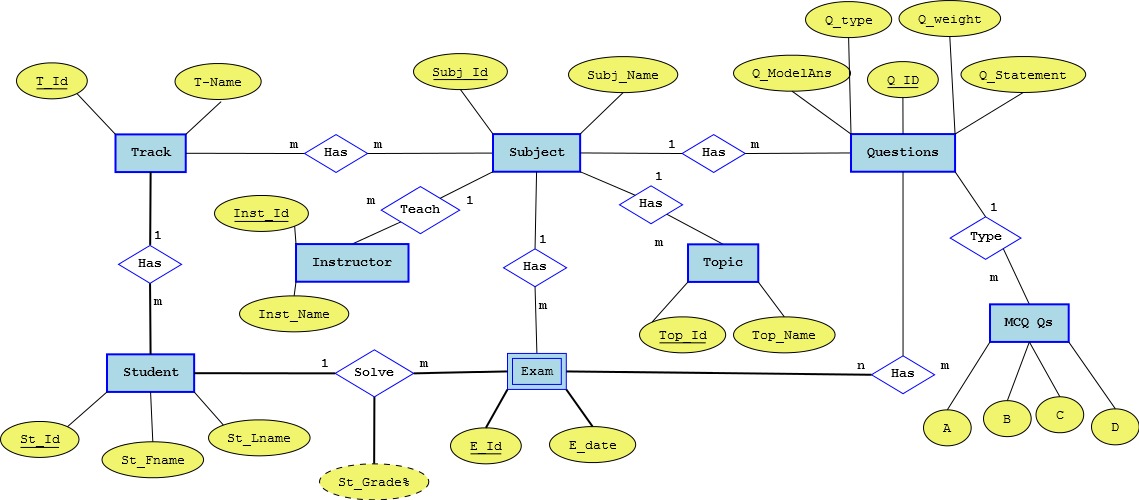 Q_type
Q_weight
T_Id
T-Name
Subj_Id
Subj_Name
Q_ModelAns
Q_ID
Q_Statement
Track
m
Has
m
Subject
1
Has
m
Questions
Inst_Id
m
Teach
1
1
Has
m
1
Type
m
1
Has
m
Instructor
1
Has
m
Topic
Inst_Name
Top_Id
Top_Name
MCQ Qs
Student
1
Solve
m
Exam
n
Has
m
A
B
C
D
St_Id
St_Fname
St_Lname
E_Id
E_date
St_Grade%